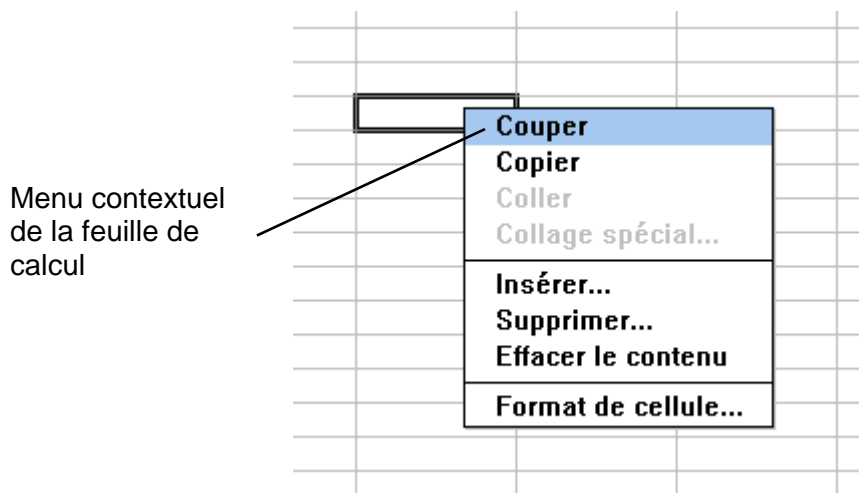 Menu contextuel
de la feuille de
calcul
Couper
Copier
Coller
Collage spécial...
Insérer...
Supprimer...
Effacer le contenu
Format de cellule...